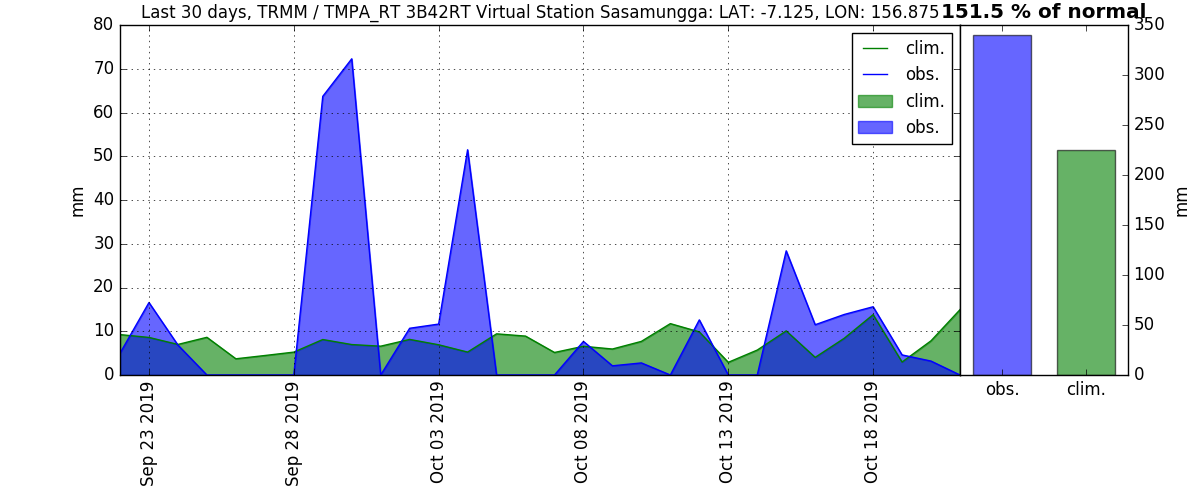 Last 30 days, TRMM / TMPA_RT 3B42RT Virtual Station Sasamungga: LAT: -7.125, LON: 156.875
151.5 % of normal
80
70
60
50
40
30
20
10
0
mm
clim.
obs.
clim.
obs.
Sep 23 2019
Sep 28 2019
Oct 03 2019
Oct 08 2019
Oct 13 2019
Oct 18 2019
350
300
250
200
150
100
50
0
mm
obs.
clim.